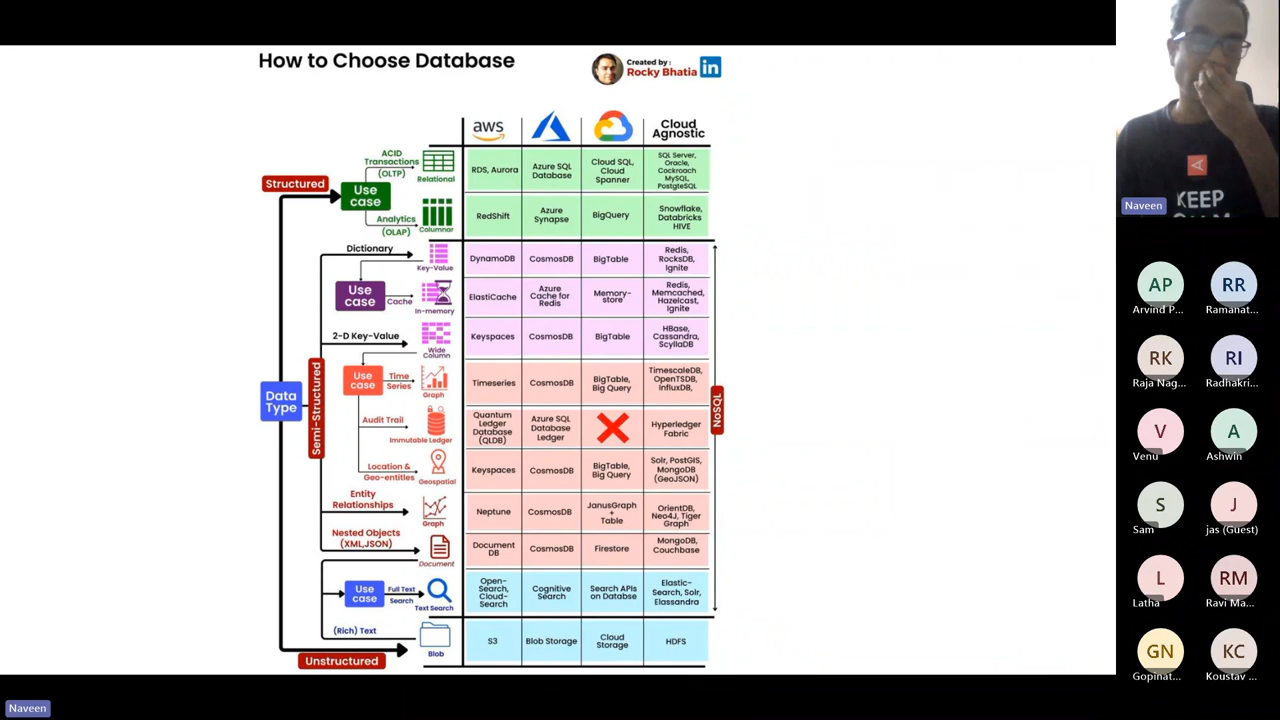 How to Choose Database
Created by :
Rocky Bhatia
in
aws
Cloud
Agnostic
Structured
Use
case
ACID
Transactions
(OLTP)
Relational
RDS, Aurora
Azure SQL
Database
Cloud SQL,
Cloud
Spanner
SQL Server,
Oracle,
Cockroach
MySQL,
PostgteSQL
Analytics
(OLAP)
Columnar
RedShift
Azure
Synapse
BigQuery
Snowflake,
Databricks
HIVE
Dictionary
Key-Value
DynamoDB
CosmosDB
BigTable
Redis,
RocksDB,
Ignite
Use
case
Cache
In-memory
ElastiCache
Azure
Cache for
Redis
Memory-
store
Redis,
Memcached,
Hazelcast,
Ignite
2-D Key-Value
Wide
Column
Keyspaces
CosmosDB
BigTable
HBase,
Cassandra,
ScyllaDB
Data
Type
Semi-Structured
NoSQL
Use
case
Time
Series
Graph
Timeseries
CosmosDB
BigTable,
Big Query
TimescaleDB,
OpenTSDB,
InfluxDB,
Audit Trail
Immutable Ledger
Quantum
Ledger
Database
(QLDB)
Azure SQL
Database
Ledger
Hyperledger
Fabric
Location &
Geo-entities
Geospatial
Keyspaces
CosmosDB
BigTable,
Big Query
Solr, PostGIS,
MongoDB
(GeoJSON)
Entity
Relationships
Graph
Neptune
CosmosDB
JanusGraph
+
Table
OrientDB,
Neo4J, Tiger
Graph
Nested Objects
(XML,JSON)
Document
Document
DB
CosmosDB
Firestore
MongoDB,
Couchbase
Use
case
Full Text
Search
Text Search
Open-
Search,
Cloud-
Search
Cognitive
Search
Search APIs
on Databse
Elastic-
Search, Solr,
Elassandra
(Rich) Text
Blob
S3
Blob Storage
Cloud
Storage
HDFS
Unstructured
Naveen
KEEP
Naveen
AP
Arvind P...
RR
Ramanat...
RK
Raja Nag...
RI
Radhakri...
V
Venu
A
Ashwin
S
Sam
J
jas (Guest)
L
Latha
RM
Ravi Ma...
GN
Gopinat...
KC
Koustav ...